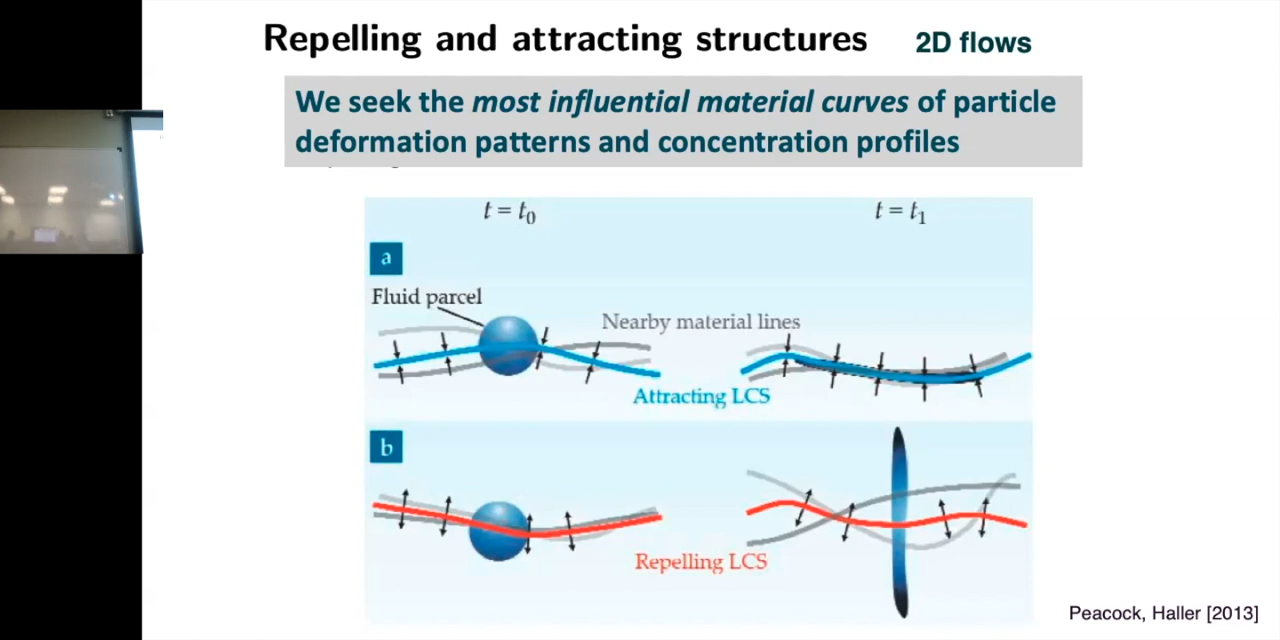 Repelling and attracting structures 2D flows
We seek the most influential material curves of particle
deformation patterns and concentration profiles
t = t₀ t = t₁
a
Fluid parcel
Nearby material lines
Attracting LCS
b
Repelling LCS
Peacock, Haller [2013]